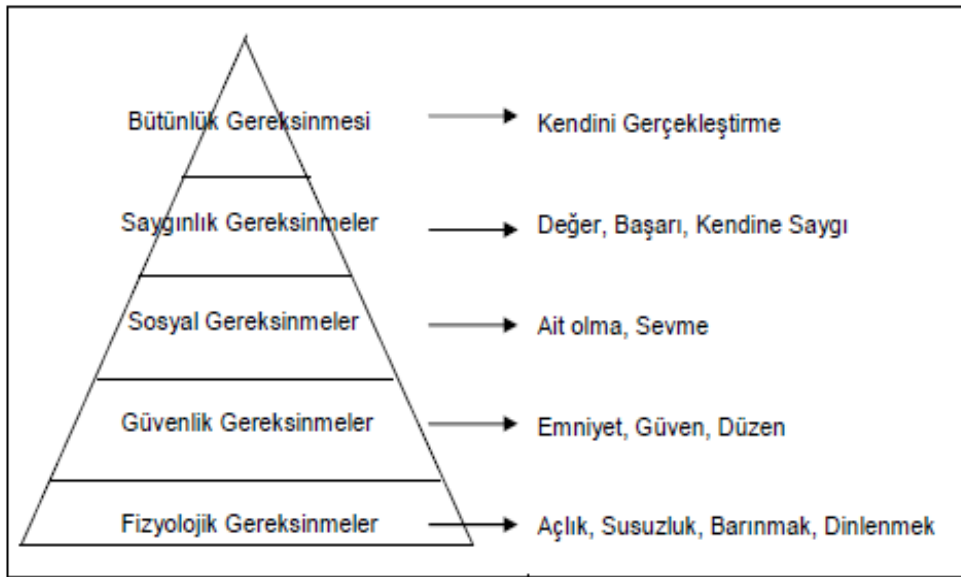 Bütünlük Gereksinmesi
Kendini Gerçekleştirme
Saygınlık Gereksinmeler
Değer, Başarı, Kendine Saygı
Sosyal Gereksinmeler
Ait olma, Sevme
Güvenlik Gereksinmeler
Emniyet, Güven, Düzen
Fizyolojik Gereksinmeler
Açlık, Susuzluk, Barınmak, Dinlenmek